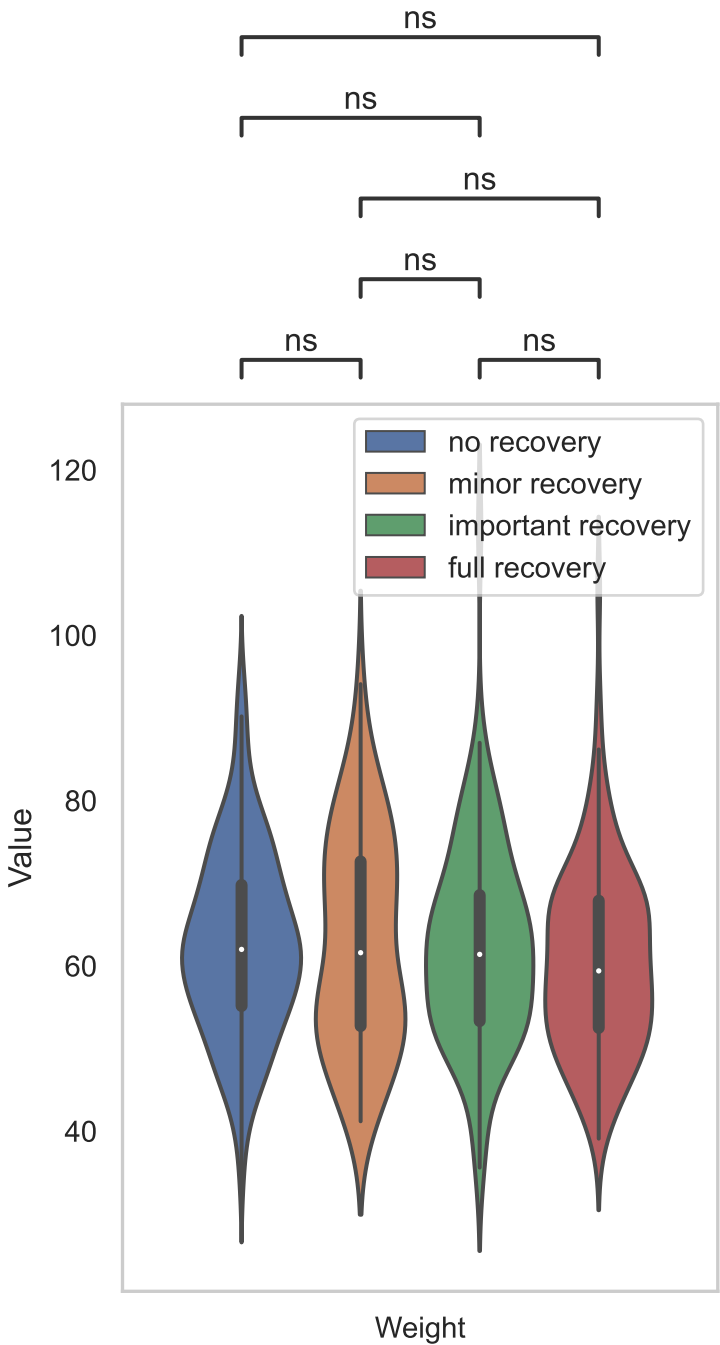 ns
ns
ns
ns
ns ns
no recovery
minor recovery
important recovery
full recovery
120
100
80
60
40
Value
Weight